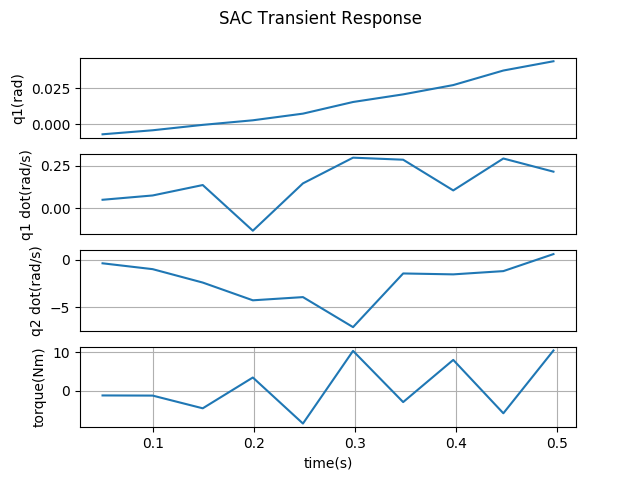 SAC Transient Response
q1(rad)
0.025
0.000
q1 dot(rad/s)
0.25
0.00
q2 dot(rad/s)
0
−5
torque(Nm)
10
0
0.1 0.2 0.3 0.4 0.5
time(s)